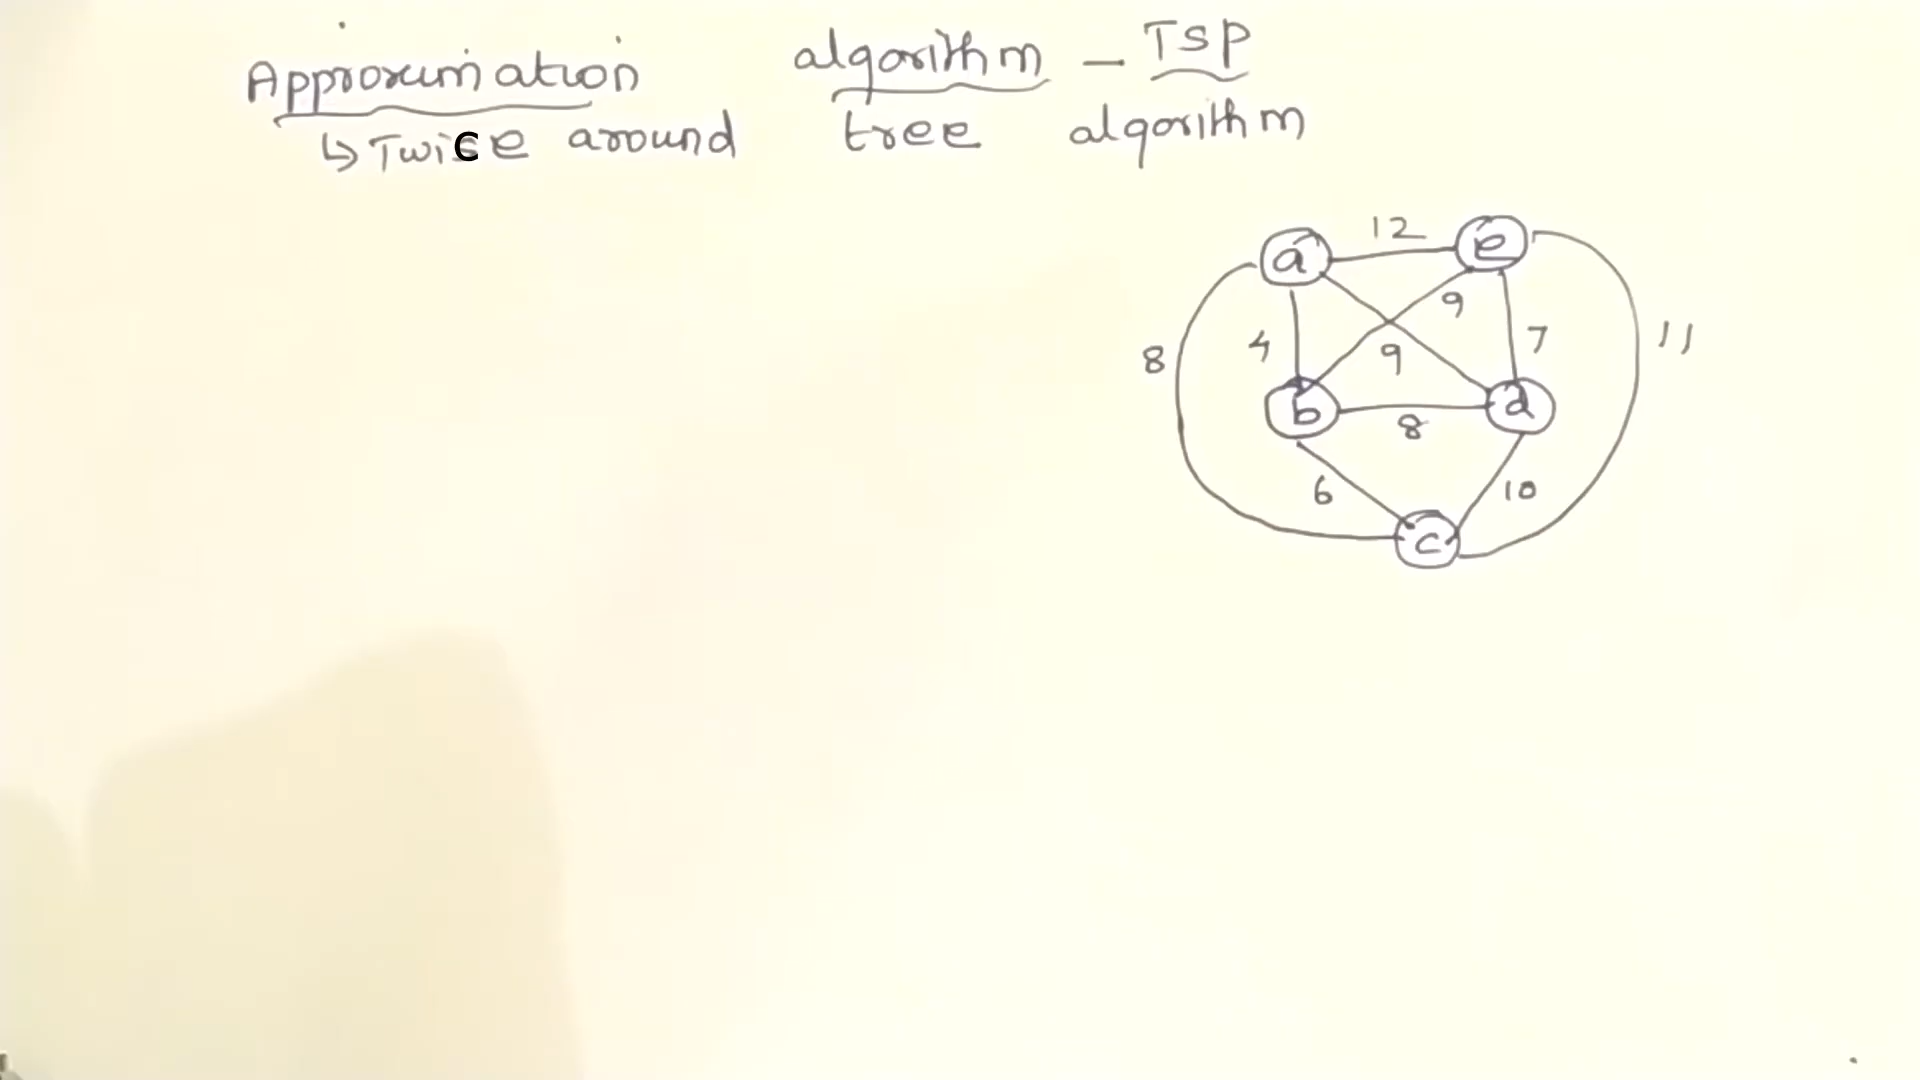 Approximation algorithm - TSP
↳ Twice around tree algorithm
12
a e
9
4 9 7 11
8
b d
8
6 10
c